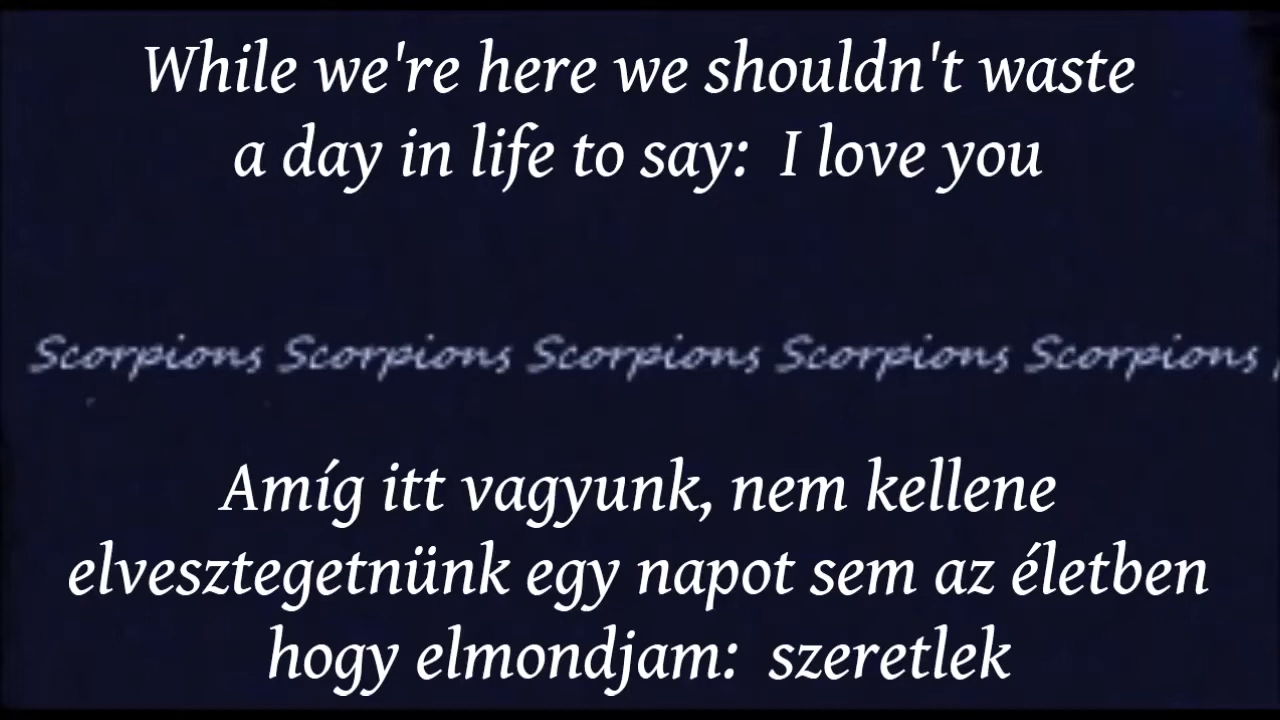 While we're here we shouldn't waste
a day in life to say: I love you
Scorpions Scorpions Scorpions Scorpions Scorpions
Amíg itt vagyunk, nem kellene
elvesztegetnünk egy napot sem az életben
hogy elmondjam: szeretlek